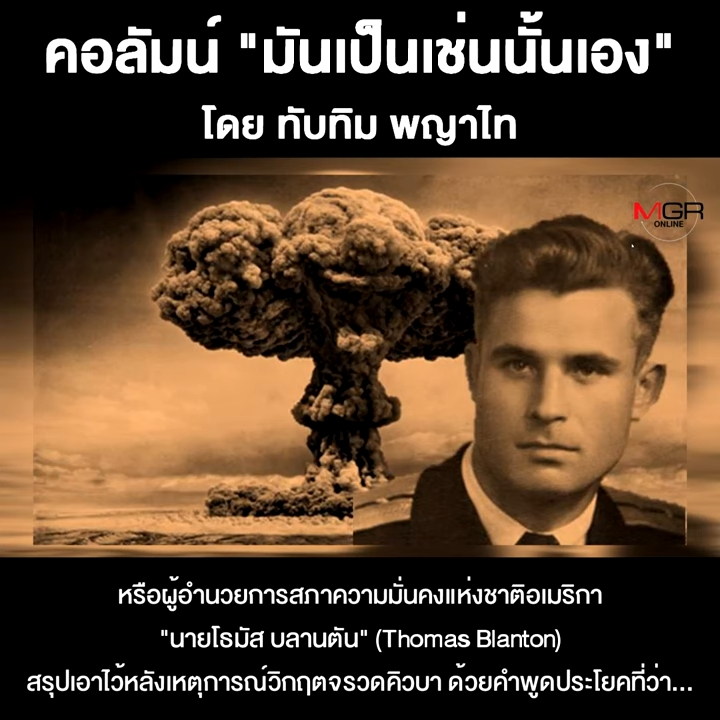 คอลัมน์ "มันเป็นเช่นนั้นเอง"
โดย ทับทิม พญาไท
MGR
ONLINE
หรือผู้อำนวยการสภาความมั่นคงแห่งชาติอเมริกา
"นายโธมัส บลานตัน" (Thomas Blanton)
สรุปเอาไว้หลังเหตุการณ์วิกฤตจรวดคิวบา ด้วยคำพูดประโยคที่ว่า...